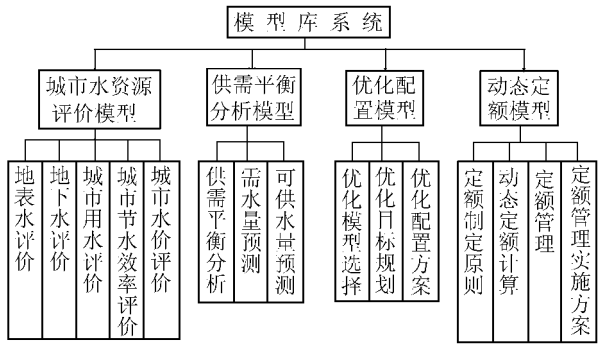 模型库系统
城市水资源
评价模型
供需平衡
分析模型
优化配
置模型
动态定
额模型
地表水评价
地下水评价
城市用水评价
城市节水效率评价
城市水价评价
供需平衡分析
需水量预测
可供水量预测
优化模型选择
优化目标规划
优化配置方案
定额制定原则
动态定额计算
定额管理
定额管理实施方案